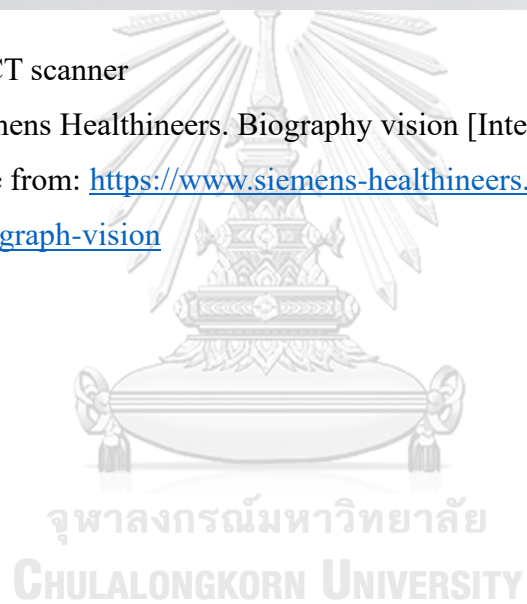 CT scanner
mens Healthineers. Biography vision [Inte
e from: https://www.siemens-healthineers.
graph-vision
จุฬาลงกรณ์มหาวิทยาลัย
CHULALONGKORN UNIVERSITY